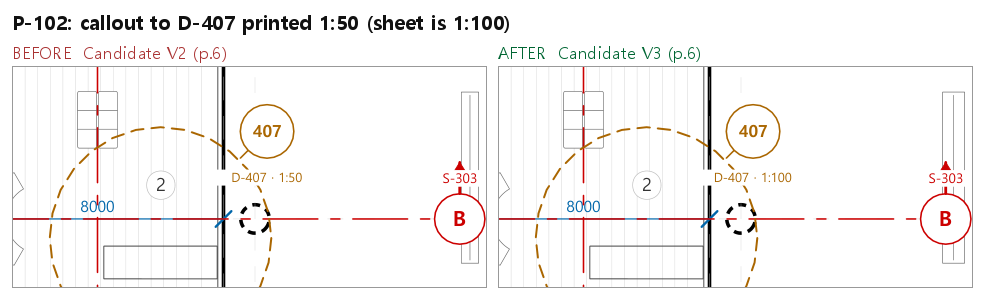 P-102: callout to D-407 printed 1:50 (sheet is 1:100)
BEFORE Candidate V2 (p.6)
407
D-407 · 1:50
S-303
2
8000
B
AFTER Candidate V3 (p.6)
407
D-407 · 1:100
S-303
2
8000
B